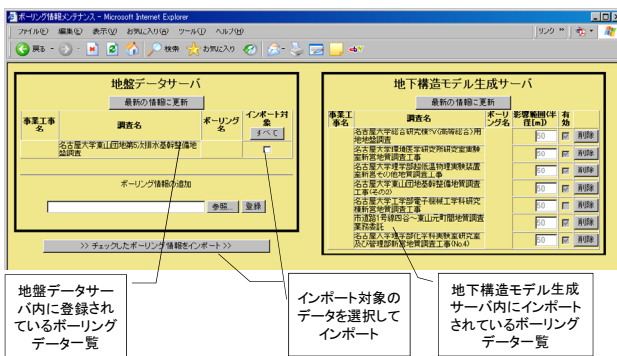 ボーリング情報メンテナンス - Microsoft Internet Explorer
ファイル(F) 編集(E) 表示(V) お気に入り(A) ツール(T) ヘルプ(H)
リンク »
戻る 検索 お気に入り
地盤データサーバ
最新の情報に更新
事業工事名 調査名 ボーリング名 インポート対象
すべて
名古屋大学東山団地第5次排水基幹整備地盤調査
ボーリング情報の追加
参照... 登録
>> チェックしたボーリング情報をインポート >>
地下構造モデル生成サーバ
最新の情報に更新
事業工事名 調査名 ボーリング名 影響範囲(半径[m]) 有効
名古屋大学総合研究棟 (高等総合)用地地盤調査 50 削除
名古屋大学環境医学研究所研究室実験室新営地質調査工事 50 削除
名古屋大学理学部超低温物理実験装置室新営その他地質調査工事 50 削除
名古屋大学東山団地基幹整備地質調査工事(その2) 50 削除
名古屋大学工学部電子機械工学科研究棟新営地質調査工事 50 削除
市道路1号線四谷~東山元町間地質調査業務委託 50 削除
名古屋大学理学部化学科実験室研究室及び管理部新営地質調査工事(No.4) 50 削除
地盤データサーバ内に登録されているボーリングデータ一覧
インポート対象のデータを選択してインポート
地下構造モデル生成サーバ内にインポートされているボーリングデータ一覧